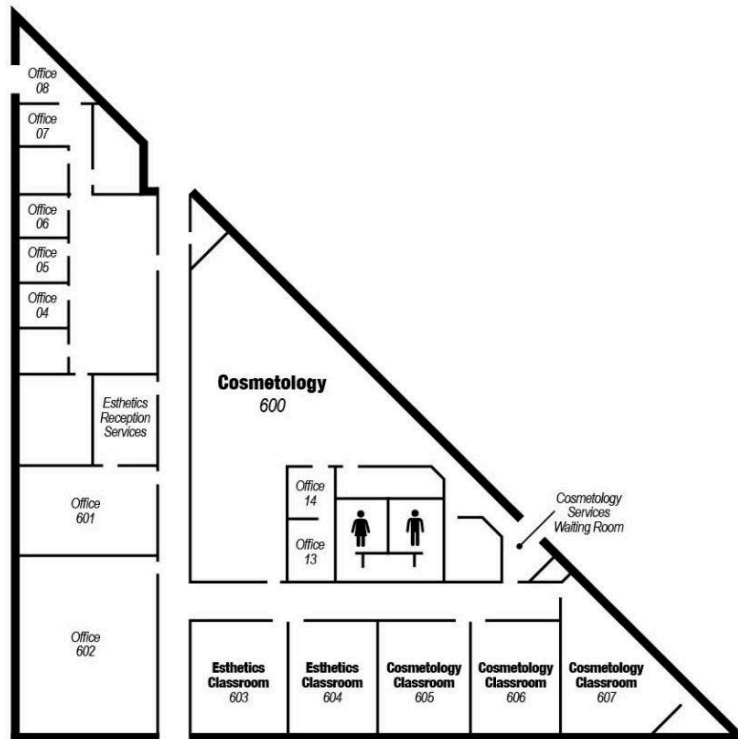 Office
08
Office
07
Office
06
Office
05
Office
04
Cosmetology
600
Esthetics
Reception
Services
Office
14
Cosmetology
Services
Waiting Room
Office
601
Office
13
Office
602
Esthetics
Classroom
603
Esthetics
Classroom
604
Cosmetology
Classroom
605
Cosmetology
Classroom
606
Cosmetology
Classroom
607